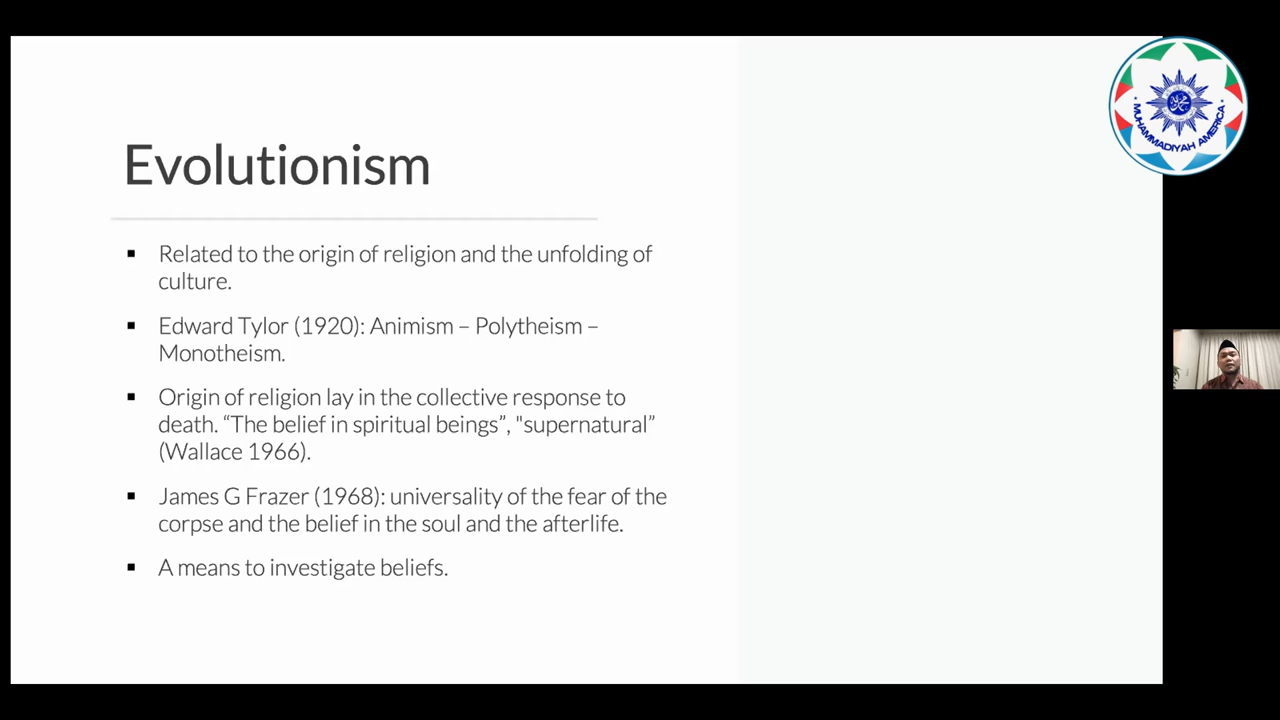 Evolutionism
▪ Related to the origin of religion and the unfolding of
culture.
▪ Edward Tylor (1920): Animism – Polytheism –
Monotheism.
▪ Origin of religion lay in the collective response to
death. “The belief in spiritual beings”, "supernatural”
(Wallace 1966).
▪ James G Frazer (1968): universality of the fear of the
corpse and the belief in the soul and the afterlife.
▪ A means to investigate beliefs.
MUHAMMADIYAH AMERICA